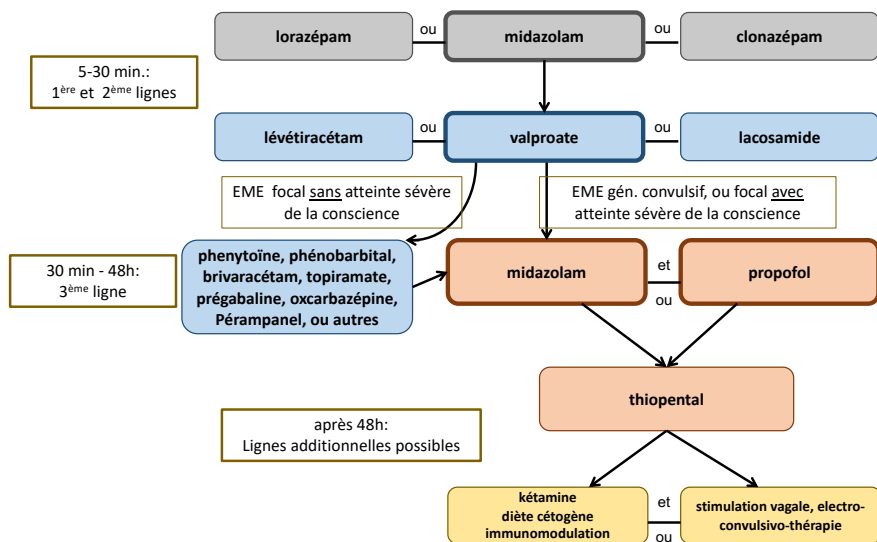 lorazépam ou midazolam ou clonazépam
5-30 min.:
1ère et 2ème lignes
lévétiracétam ou valproate ou lacosamide
EME focal sans atteinte sévère
de la conscience
EME gén. convulsif, ou focal avec
atteinte sévère de la conscience
30 min - 48h:
3ème ligne
phenytoïne, phénobarbital,
brivaracétam, topiramate,
prégabaline, oxcarbazépine,
Pérampanel, ou autres
midazolam et ou propofol
thiopental
après 48h:
Lignes additionnelles possibles
kétamine
diète cétogène
immunomodulation
et
ou
stimulation vagale, electro-
convulsivo-thérapie